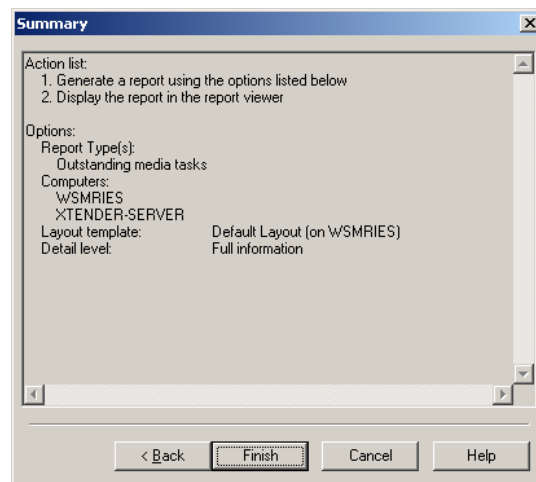 Summary
Action list:
1. Generate a report using the options listed below
2. Display the report in the report viewer
Options:
Report Type(s):
Outstanding media tasks
Computers:
WSMRIES
XTENDER-SERVER
Layout template: Default Layout (on WSMRIES)
Detail level: Full information
< Back Finish Cancel Help